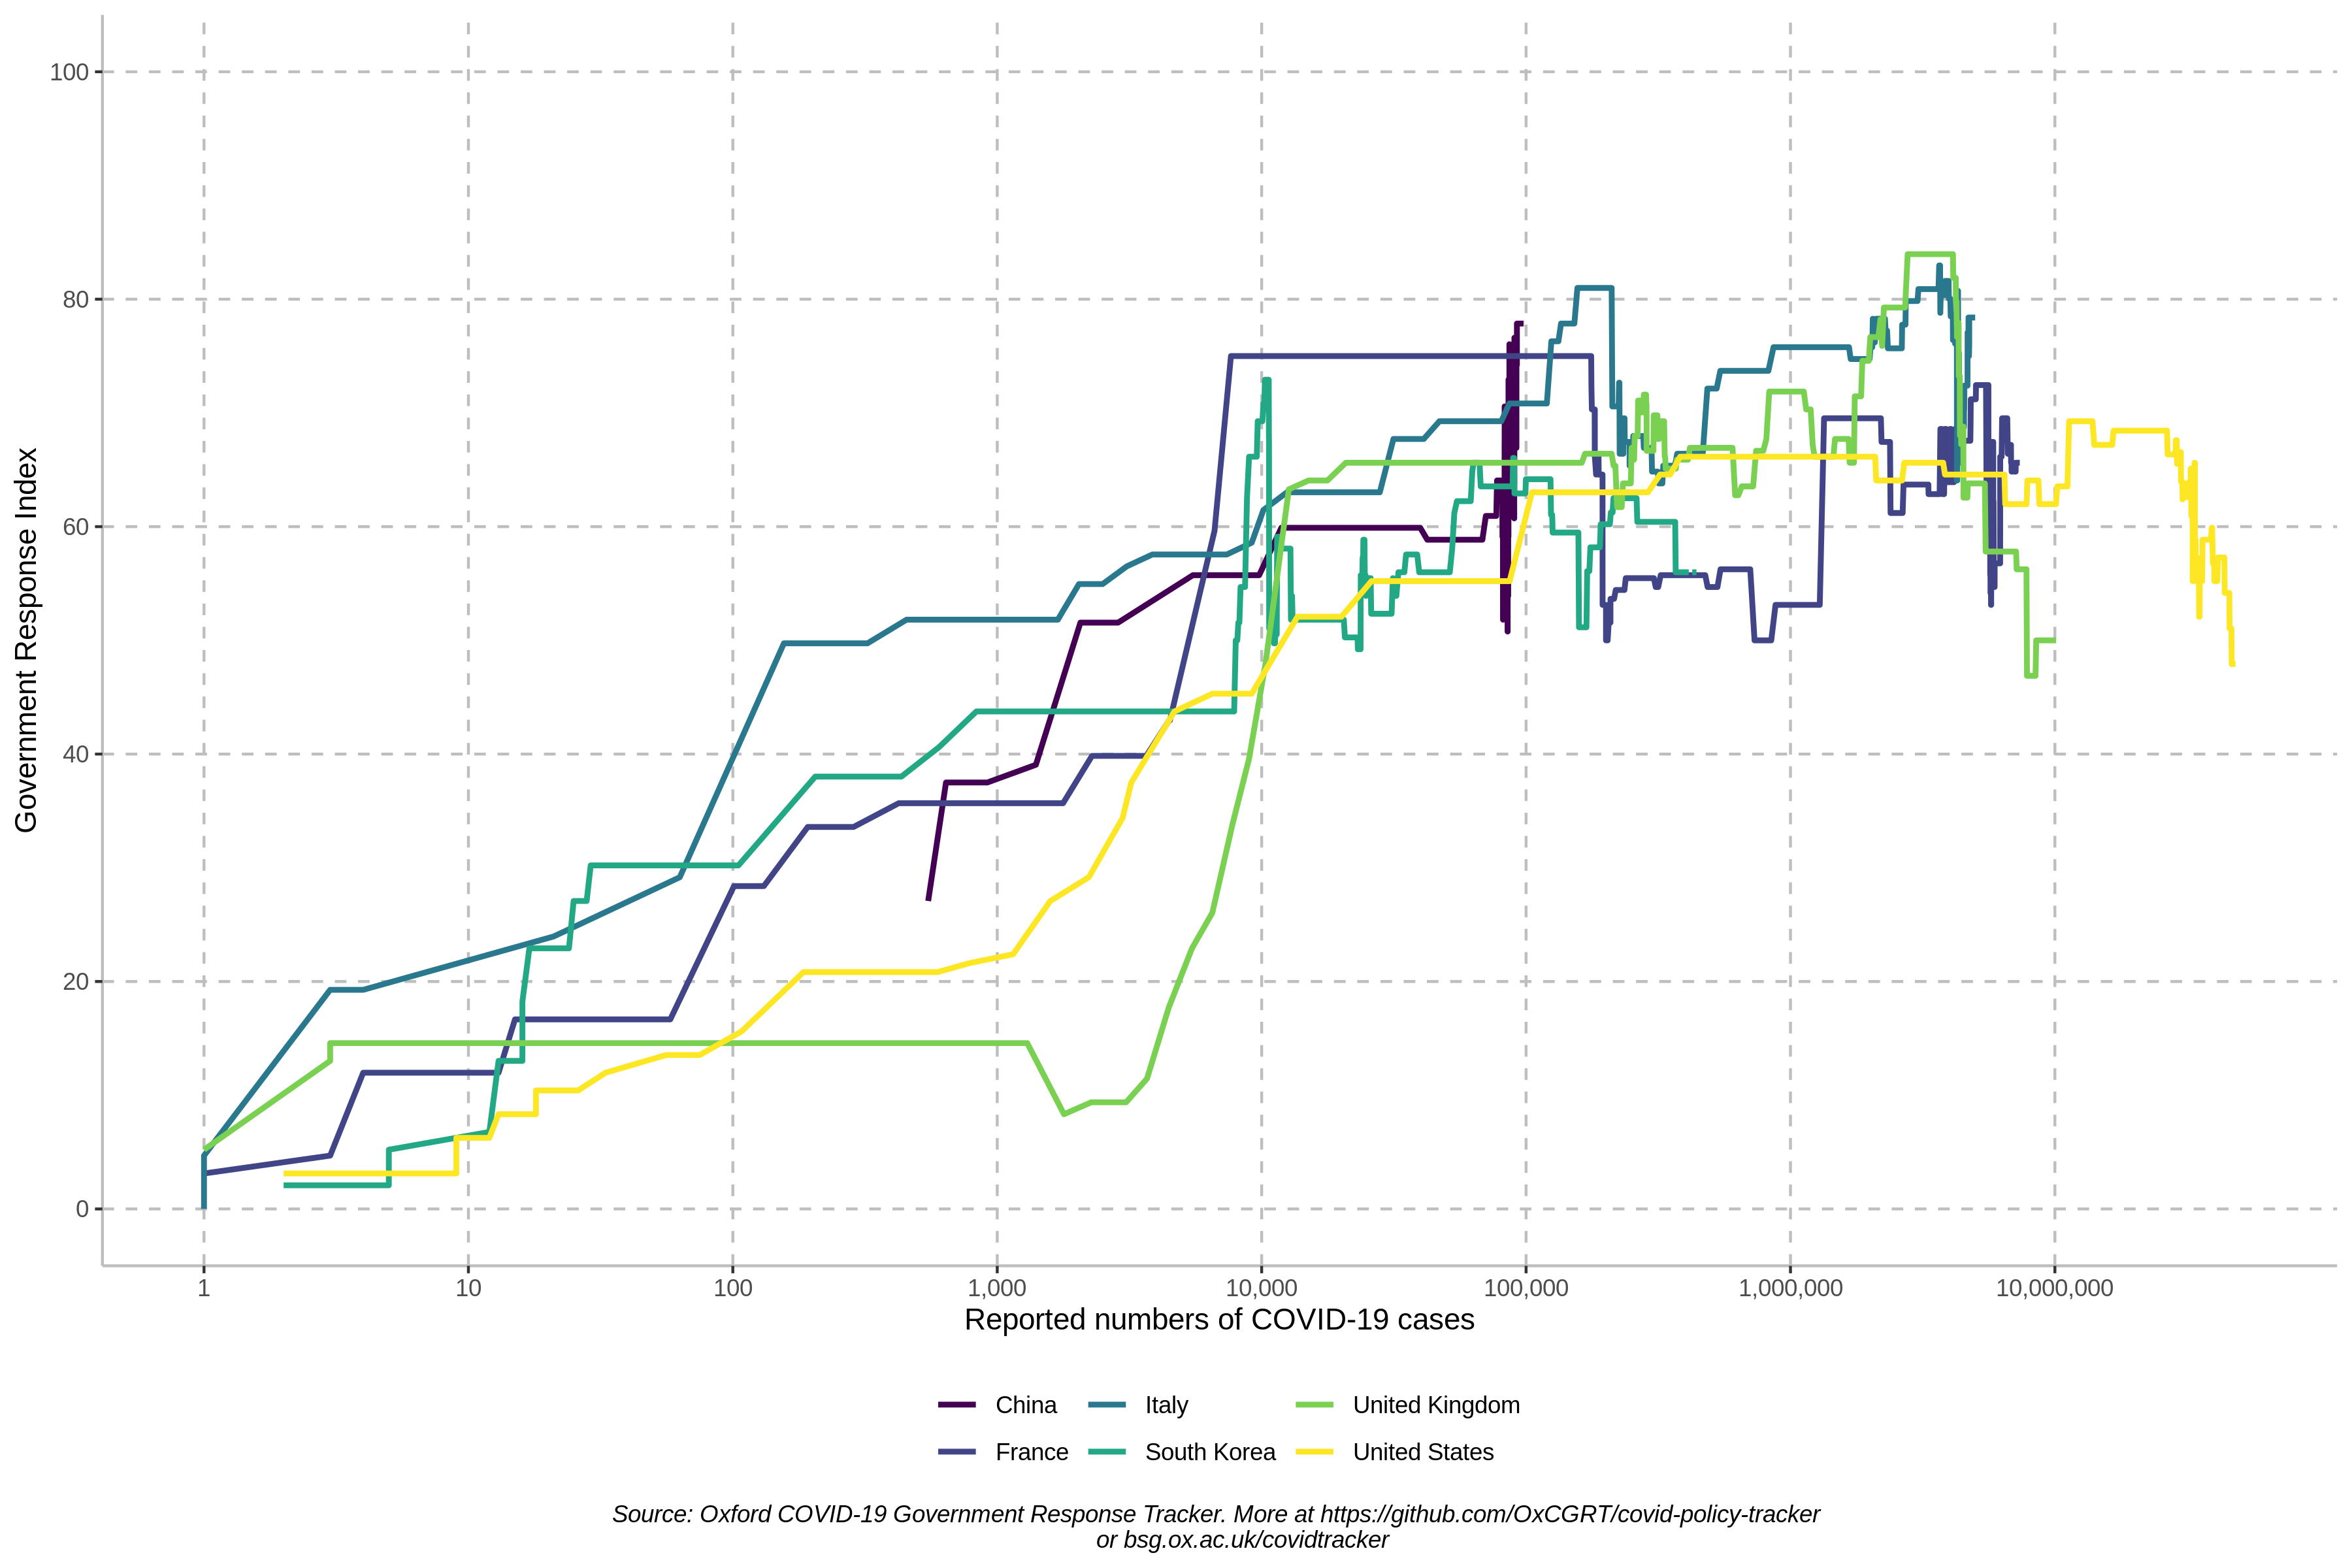 Government Response Index
100
80
60
40
20
0
1 10 100 1,000 10,000 100,000 1,000,000 10,000,000
Reported numbers of COVID-19 cases
China Italy United Kingdom
France South Korea United States
Source: Oxford COVID-19 Government Response Tracker. More at https://github.com/OxCGRT/covid-policy-tracker
or bsg.ox.ac.uk/covidtracker